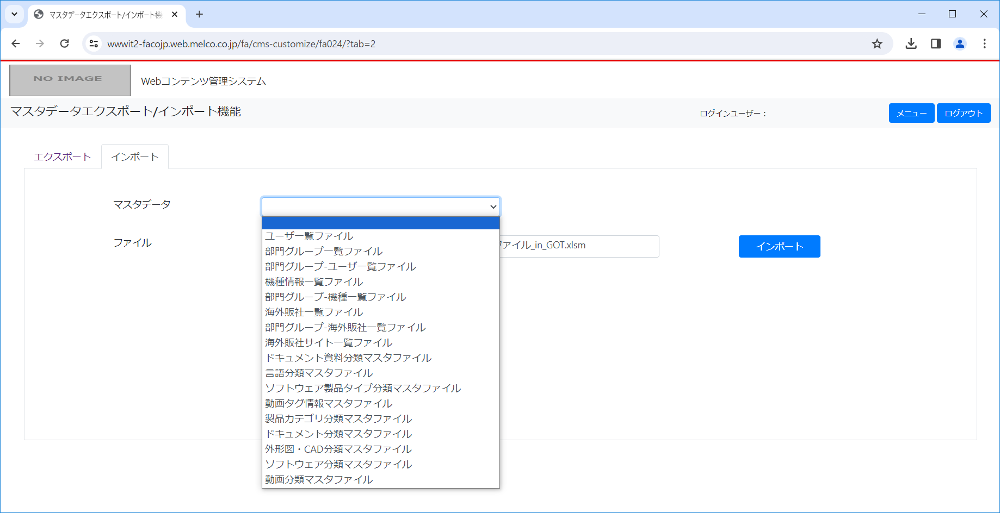 マスタデータエクスポート/インポート機
wwwit2-facojp.web.melco.co.jp/fa/cms-customize/fa024/?tab=2
NO IMAGE
Webコンテンツ管理システム
マスタデータエクスポート/インポート機能
ログインユーザー：
メニュー
ログアウト
エクスポート
インポート
マスタデータ
ファイル
ファイル_in_GOT.xlsm
インポート
ユーザ一覧ファイル
部門グループ一覧ファイル
部門グループ-ユーザ一覧ファイル
機種情報一覧ファイル
部門グループ-機種一覧ファイル
海外販社一覧ファイル
部門グループ-海外販社一覧ファイル
海外販社サイト一覧ファイル
ドキュメント資料分類マスタファイル
言語分類マスタファイル
ソフトウェア製品タイプ分類マスタファイル
動画タグ情報マスタファイル
製品カテゴリ分類マスタファイル
ドキュメント分類マスタファイル
外形図・CAD分類マスタファイル
ソフトウェア分類マスタファイル
動画分類マスタファイル